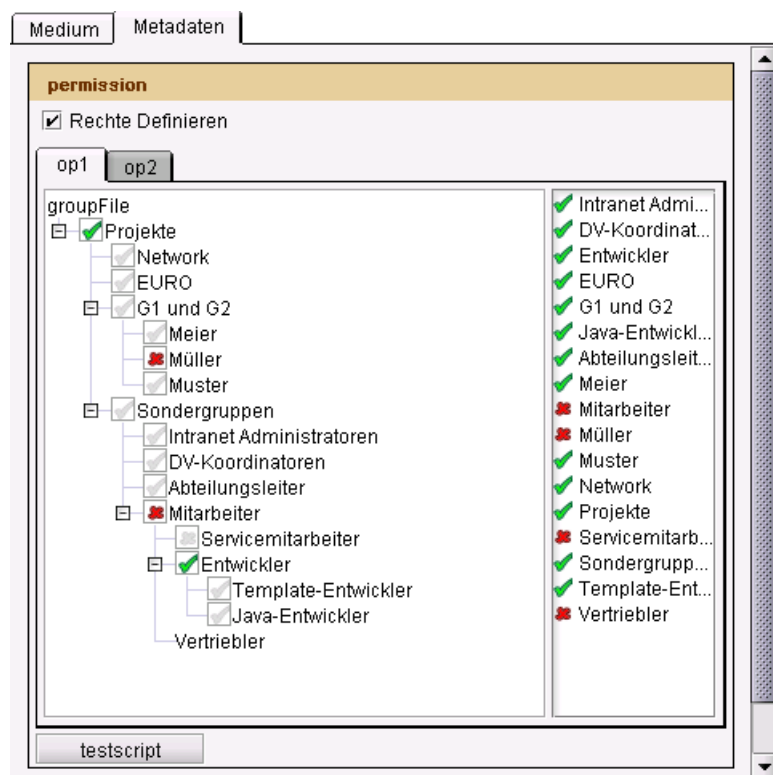 Medium Metadaten
permission
Rechte Definieren
op1 op2
groupFile
Projekte
Network
EURO
G1 und G2
Meier
Müller
Muster
Sondergruppen
Intranet Administratoren
DV-Koordinatoren
Abteilungsleiter
Mitarbeiter
Servicemitarbeiter
Entwickler
Template-Entwickler
Java-Entwickler
Vertriebler
Intranet Admi...
DV-Koordinat...
Entwickler
EURO
G1 und G2
Java-Entwickl...
Abteilungsleit...
Meier
Mitarbeiter
Müller
Muster
Network
Projekte
Servicemitarb...
Sondergrupp...
Template-Ent...
Vertriebler
testscript